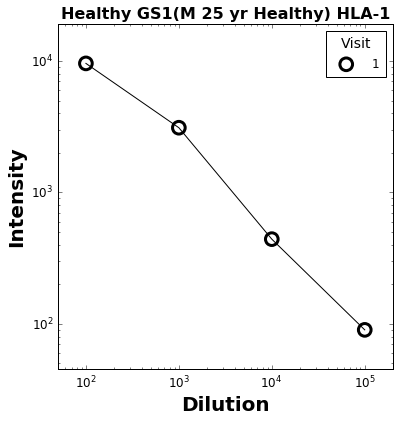 Healthy GS1(M 25 yr Healthy) HLA-1
Visit
1
10^4
10^3
10^2
Intensity
10^2 10^3 10^4 10^5
Dilution